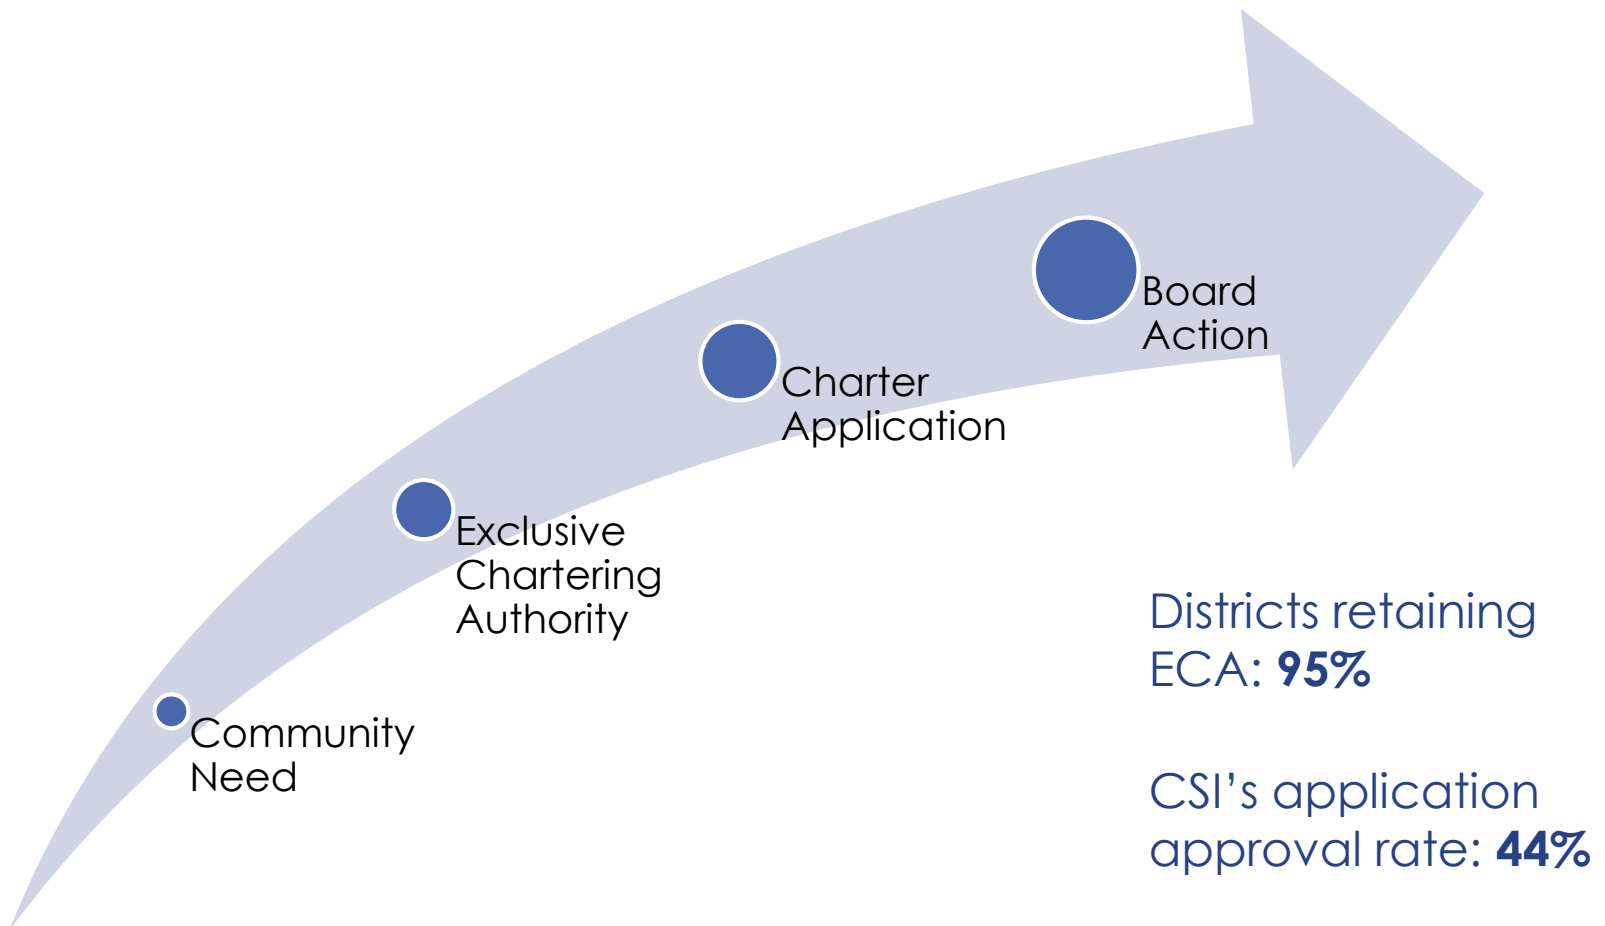 Community
Need
Exclusive
Chartering
Authority
Charter
Application
Board
Action
Districts retaining
ECA: 95%
CSI’s application
approval rate: 44%